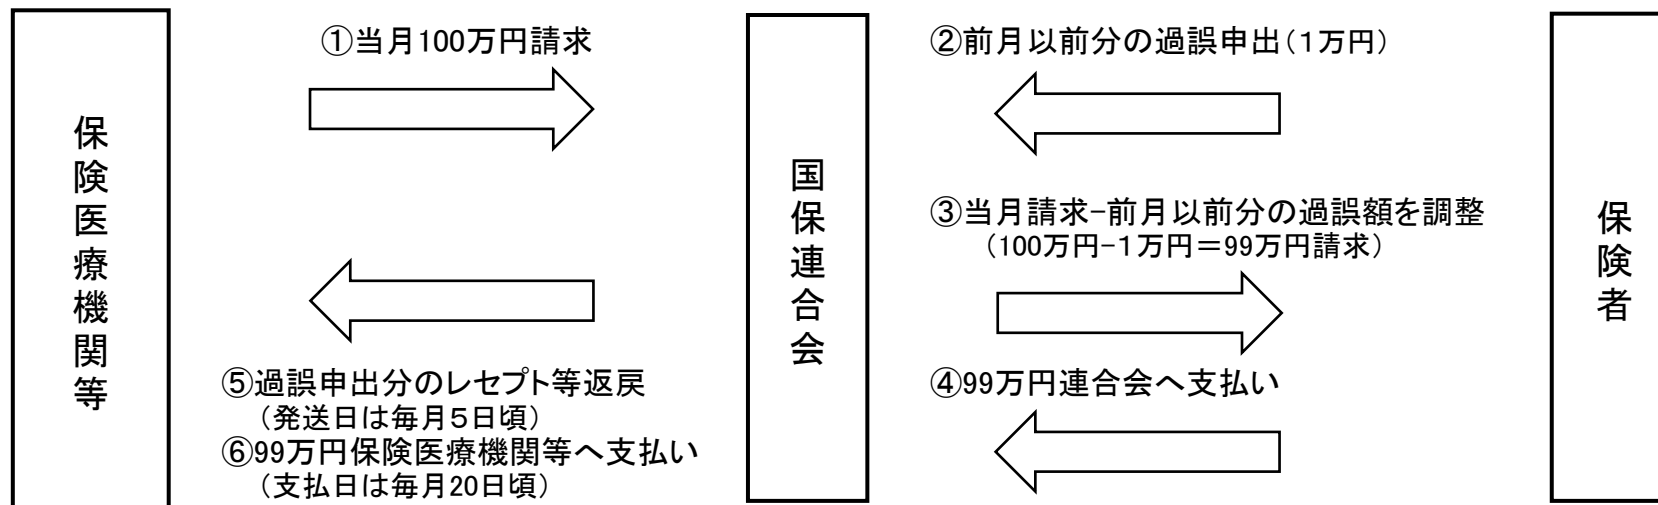 保険医療機関等
①当月100万円請求
⑤過誤申出分のレセプト等返戻
（発送日は毎月５日頃）
⑥99万円保険医療機関等へ支払い
（支払日は毎月20日頃）
国保連合会
②前月以前分の過誤申出（１万円）
③当月請求−前月以前分の過誤額を調整
（100万円−１万円＝99万円請求）
④99万円連合会へ支払い
保険者